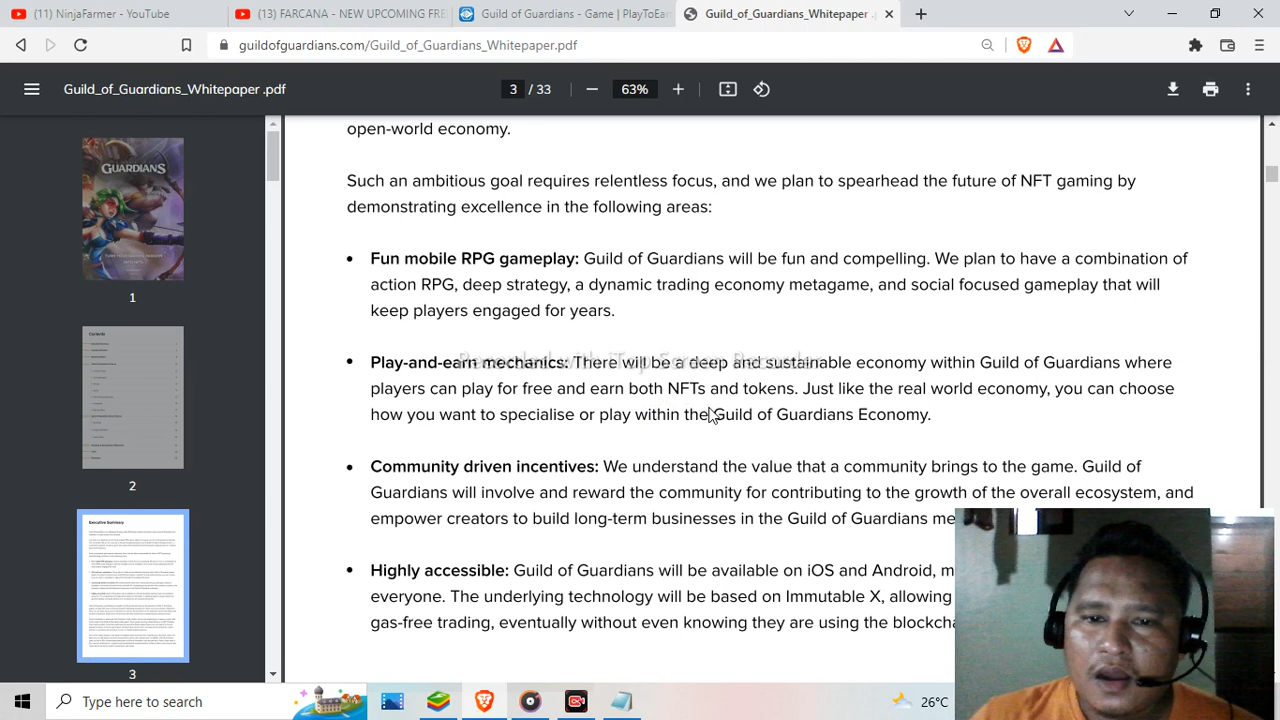 (11) NinjaFarmer - YouTube
(13) FARCANA - NEW UPCOMING FRE
Guild of Guardians - Game | PlayToEar
Guild_of_Guardians_Whitepaper .p
guildofguardians.com/Guild_of_Guardians_Whitepaper.pdf
Guild_of_Guardians_Whitepaper .pdf
3 / 33
63%
GUARDIANS
1
Contents
2
Executive Summary
3
open-world economy.
Such an ambitious goal requires relentless focus, and we plan to spearhead the future of NFT gaming by
demonstrating excellence in the following areas:
• Fun mobile RPG gameplay: Guild of Guardians will be fun and compelling. We plan to have a combination of
action RPG, deep strategy, a dynamic trading economy metagame, and social focused gameplay that will
keep players engaged for years.
• Play-and-earn mechanics: There will be a deep and sustainable economy within Guild of Guardians where
players can play for free and earn both NFTs and tokens. Just like the real world economy, you can choose
how you want to specialise or play within the Guild of Guardians Economy.
• Community driven incentives: We understand the value that a community brings to the game. Guild of
Guardians will involve and reward the community for contributing to the growth of the overall ecosystem, and
empower creators to build long term businesses in the Guild of Guardians me
• Highly accessible: Guild of Guardians will be available on iOS and Android, m
everyone. The underlying technology will be based on Immutable X, allowing
gas-free trading, eventually without even knowing they are using the blockcha
Type here to search
26°C